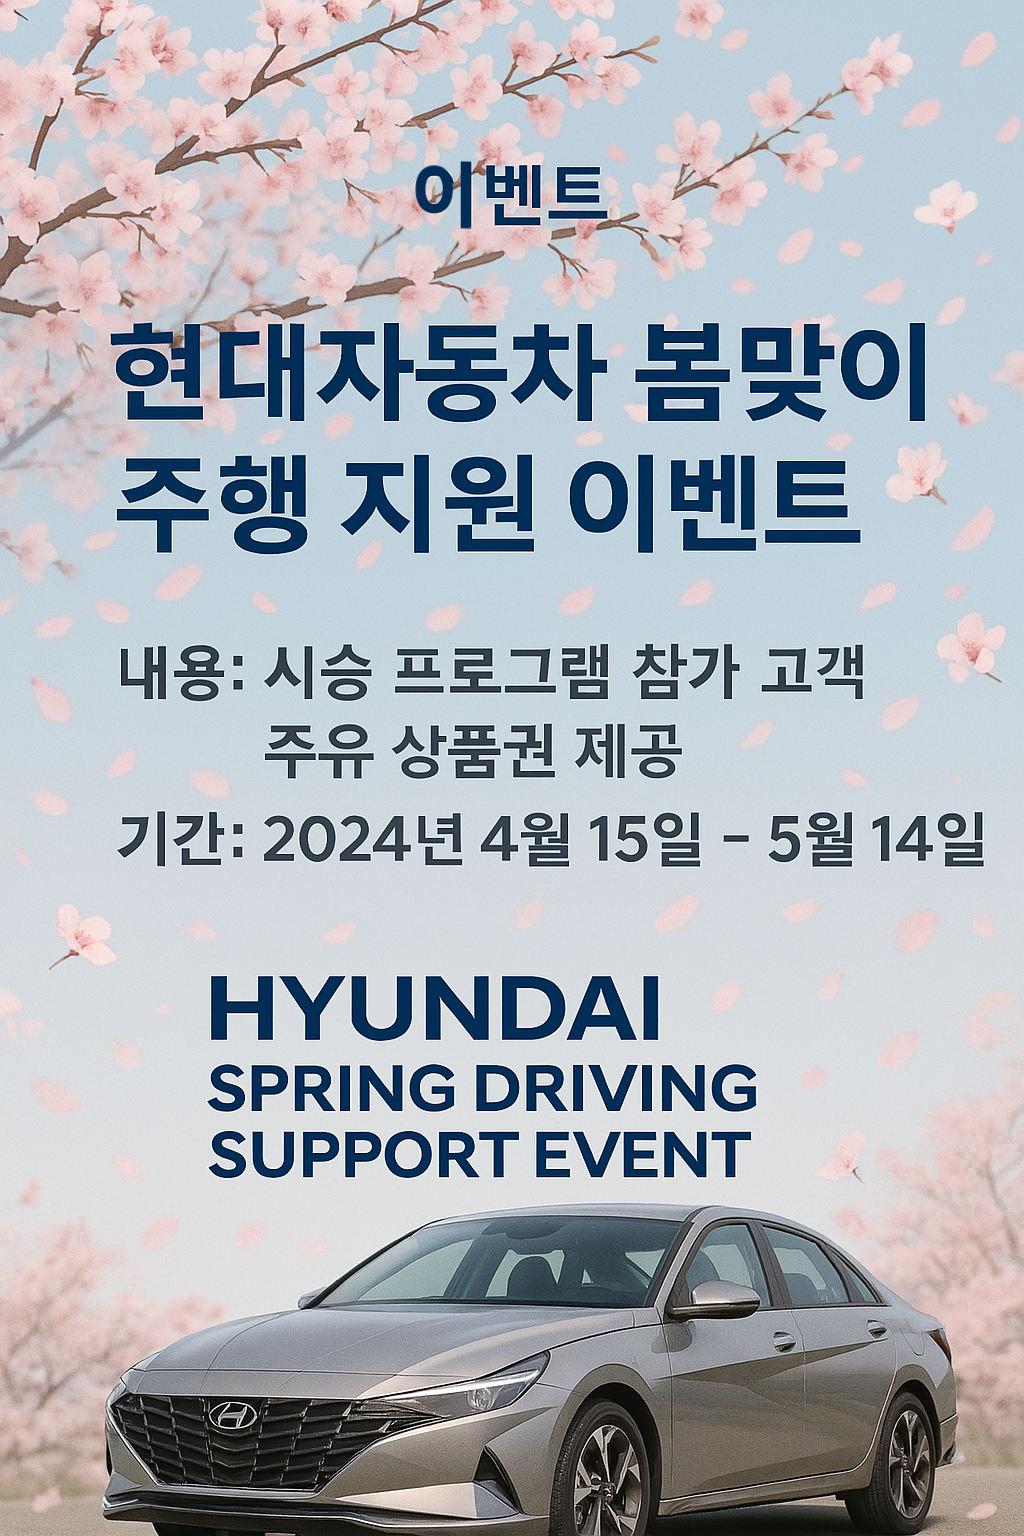 이벤트
현대자동차 봄맞이
주행 지원 이벤트
내용: 시승 프로그램 참가 고객
주유 상품권 제공
기간: 2024년 4월 15일 - 5월 14일
HYUNDAI
SPRING DRIVING
SUPPORT EVENT